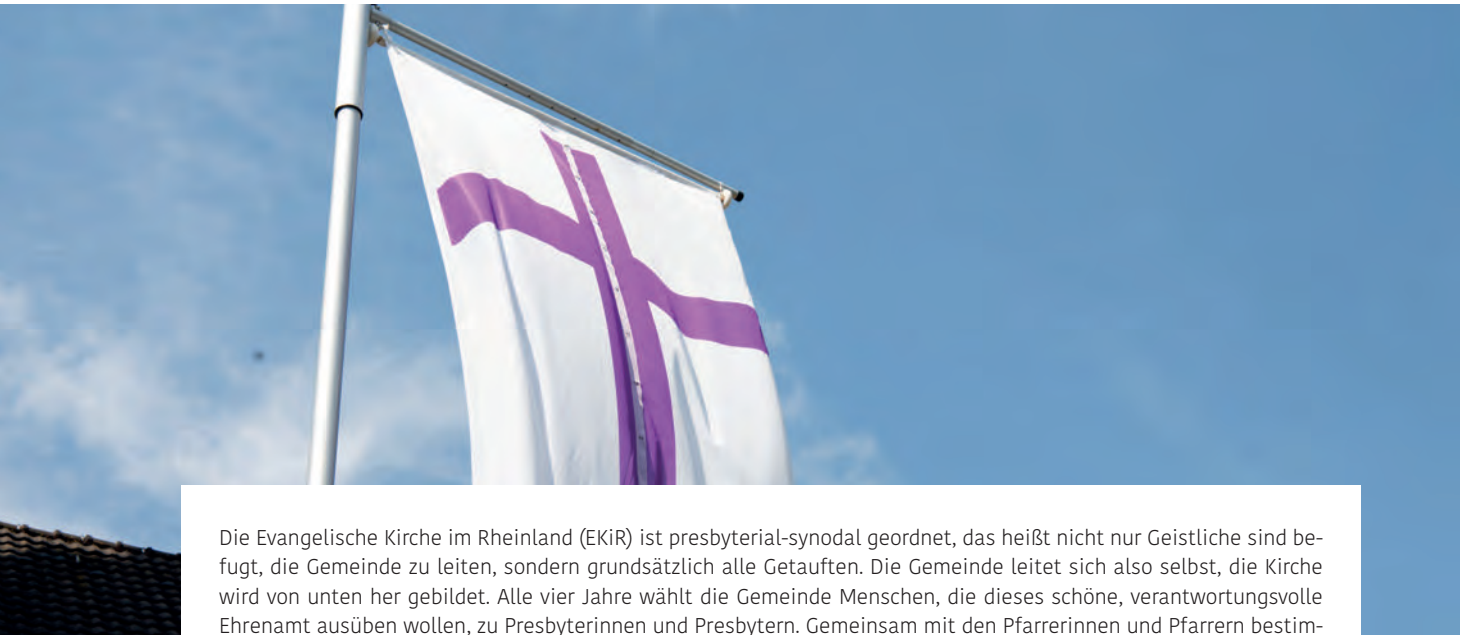 Die Evangelische Kirche im Rheinland (EKiR) ist presbyterial-synodal geordnet, das heißt nicht nur Geistliche sind be-
fugt, die Gemeinde zu leiten, sondern grundsätzlich alle Getauften. Die Gemeinde leitet sich also selbst, die Kirche
wird von unten her gebildet. Alle vier Jahre wählt die Gemeinde Menschen, die dieses schöne, verantwortungsvolle
Ehrenamt ausüben wollen, zu Presbyterinnen und Presbytern. Gemeinsam mit den Pfarrerinnen und Pfarrern bestim-